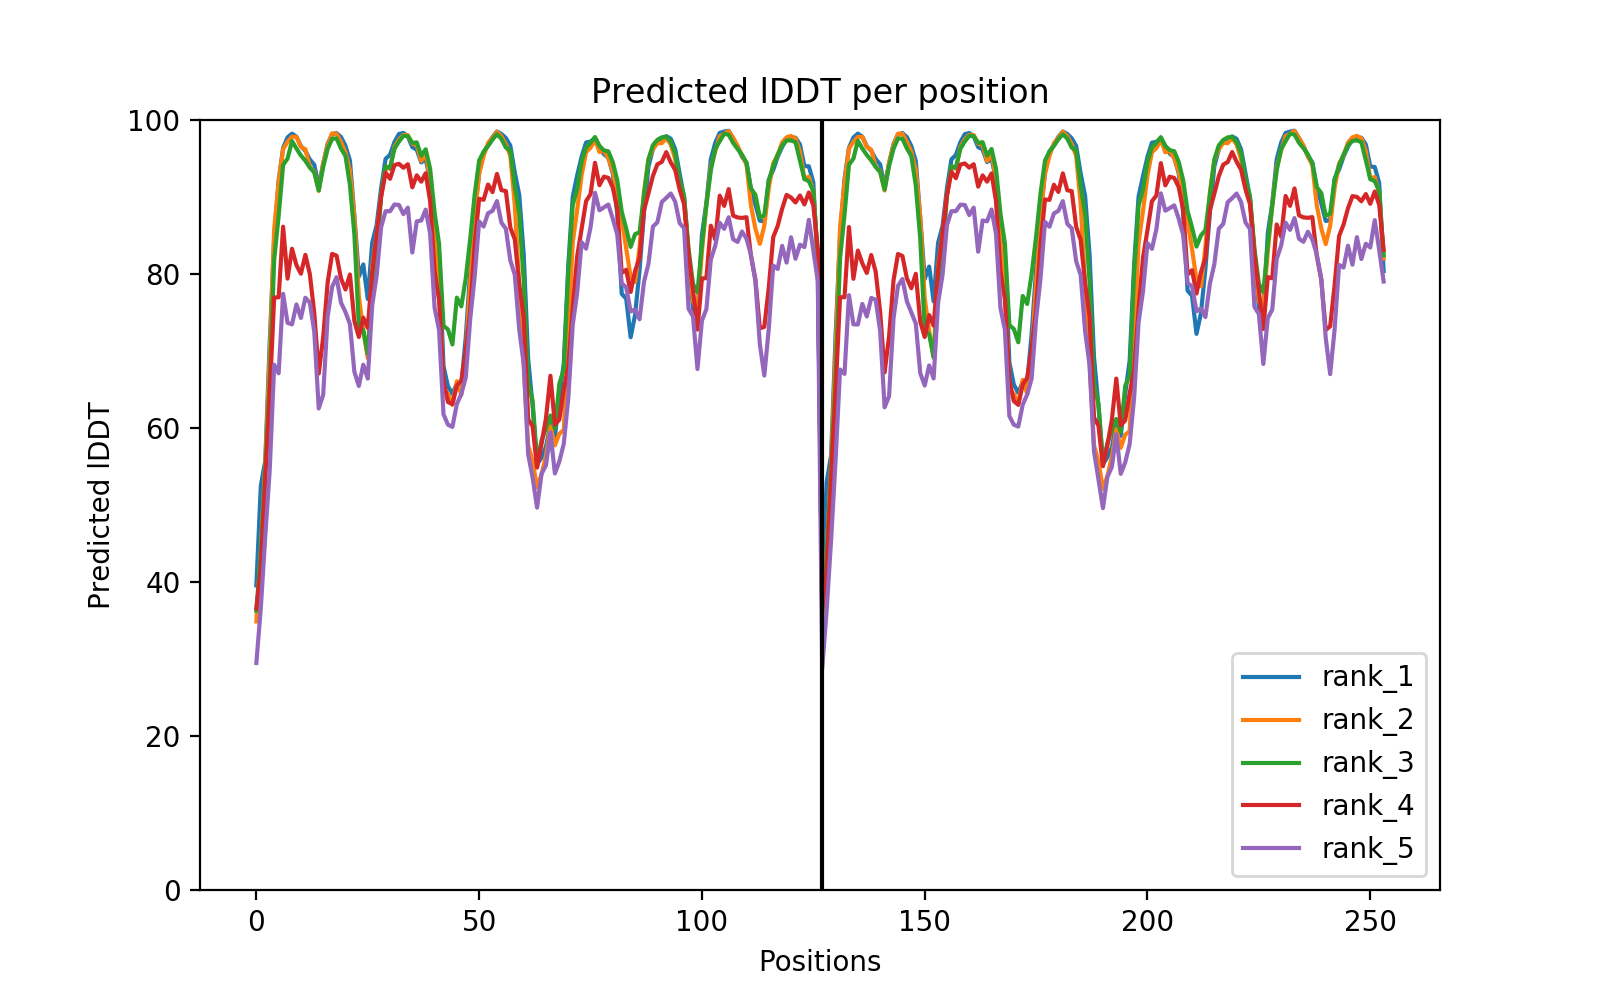 Predicted lDDT per position
100
80
60
40
20
0
Predicted lDDT
0 50 100 150 200 250
Positions
rank_1
rank_2
rank_3
rank_4
rank_5